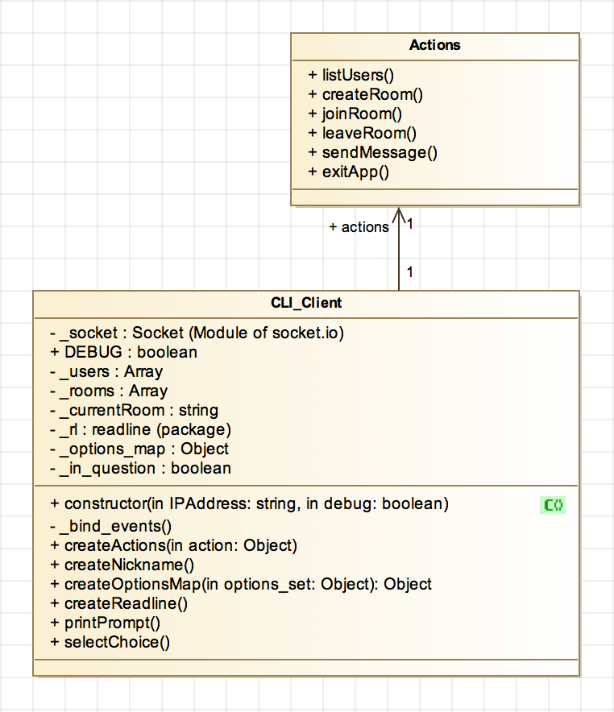 Actions
+ listUsers()
+ createRoom()
+ joinRoom()
+ leaveRoom()
+ sendMessage()
+ exitApp()
+ actions
1
1
CLI_Client
- _socket : Socket (Module of socket.io)
+ DEBUG : boolean
- _users : Array
- _rooms : Array
- _currentRoom : string
- _rl : readline (package)
- _options_map : Object
- _in_question : boolean
+ constructor(in IPAddress: string, in debug: boolean)
C()
- _bind_events()
+ createActions(in action: Object)
+ createNickname()
+ createOptionsMap(in options_set: Object): Object
+ createReadline()
+ printPrompt()
+ selectChoice()